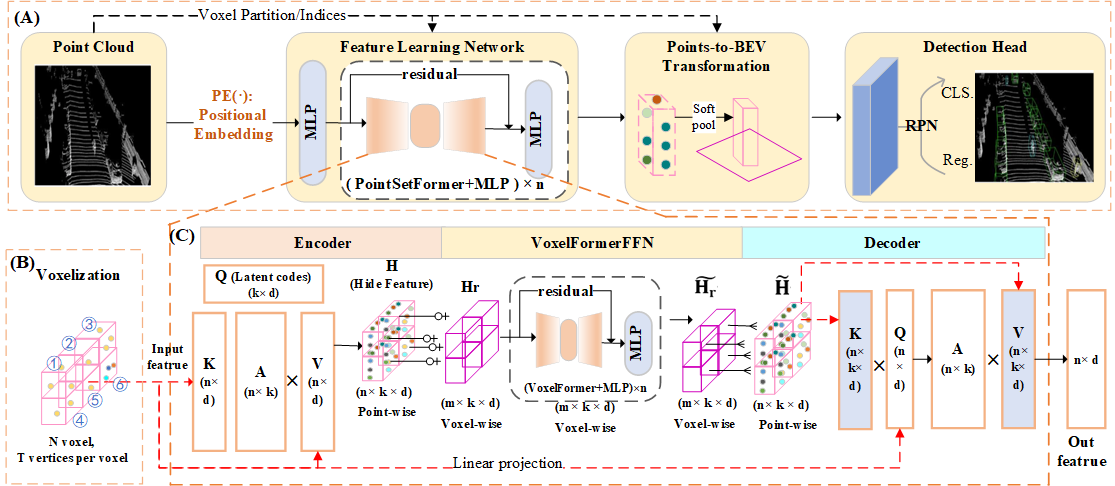 (A)
Voxel Partition/Indices
Point Cloud
PE(·):
Positional
Embedding
Feature Learning Network
MLP
residual
MLP
( PointSetFormer+MLP ) × n
Points-to-BEV
Transformation
Soft
pool
Detection Head
CLS.
RPN
Reg.
(B)
Voxelization
① ② ③ ④ ⑤ ⑥
N voxel,
T vertices per voxel
Input
featrue
(C)
Encoder
VoxelFormerFFN
Decoder
Q (Latent codes)
(k× d)
K
(n×
d)
A
(n× k)
×
V
(n×
d)
H
(Hide Feature)
(n× k × d)
Point-wise
Hr
(m× k × d)
Voxel-wise
residual
MLP
(VoxelFormer+MLP)×n
(m× k × d)
Voxel-wise
H̃r
(m× k × d)
Voxel-wise
H̃
(n× k × d)
Point-wise
K
(n×
k×
d)
×
Q
(n
×
d)
A
(n× k)
×
V
(n×
k×
d)
n× d
Out
featrue
Linear projection.